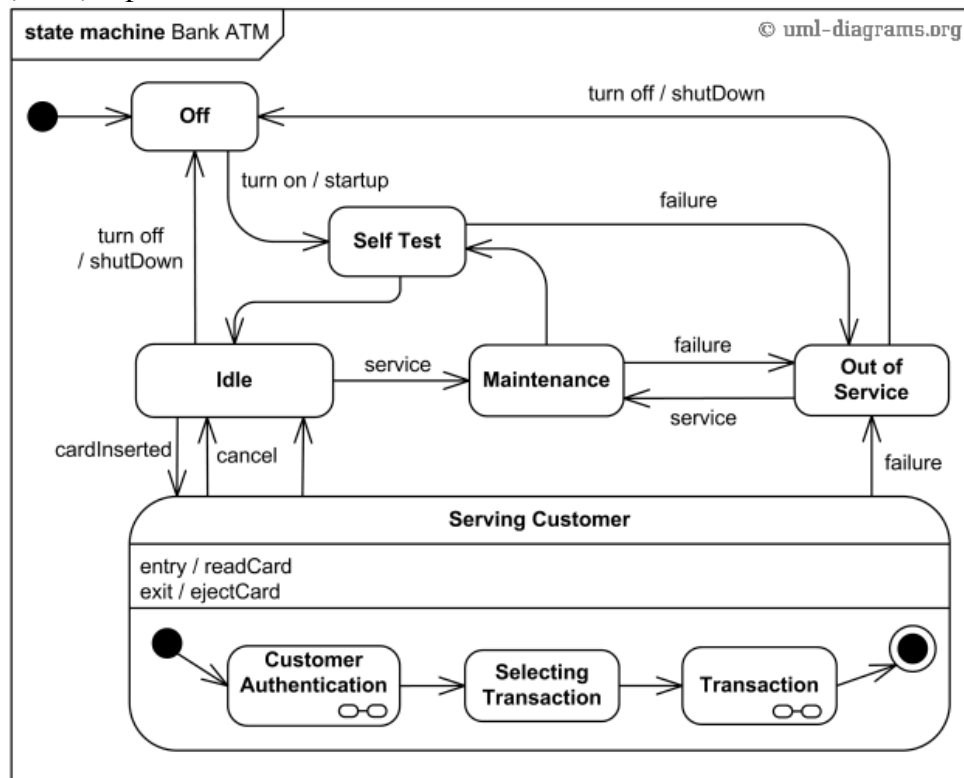 state machine Bank ATM
© uml-diagrams.org
turn off / shutDown
Off
turn on / startup
failure
turn off
/ shutDown
Self Test
Idle
service
Maintenance
failure
service
Out of
Service
cardInserted
cancel
failure
Serving Customer
entry / readCard
exit / ejectCard
Customer
Authentication
Selecting
Transaction
Transaction